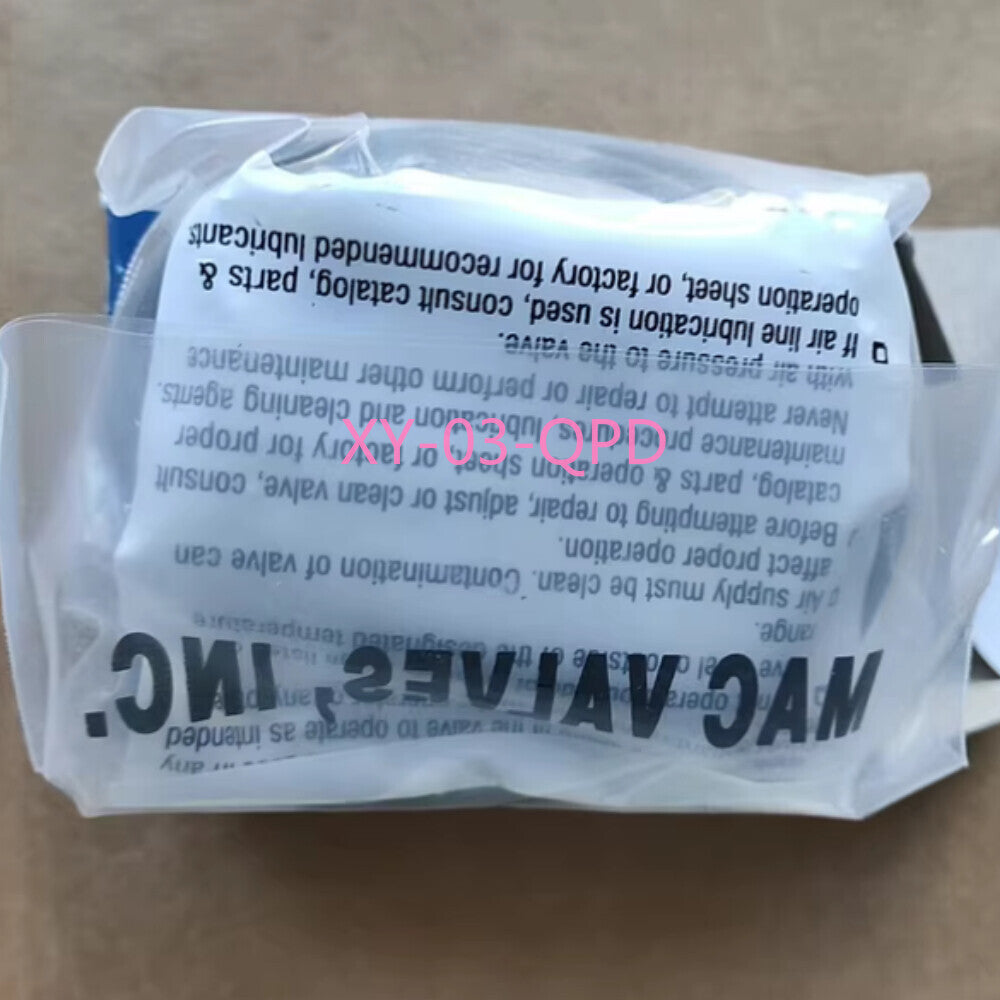 MAC VALVES, INC.
operate as intended
range.
Air supply must be clean. Contamination of valve can
affect proper operation.
Before attempting to repair, adjust or clean valve, consult
catalog, parts & operation sheet, or factory for proper
maintenance procedures, lubrication and cleaning agents.
Never attempt to repair or perform other maintenance
with air pressure to the valve.
If air line lubrication is used, consult catalog, parts &
operation sheet, or factory for recommended lubricants
XY-03-QPD